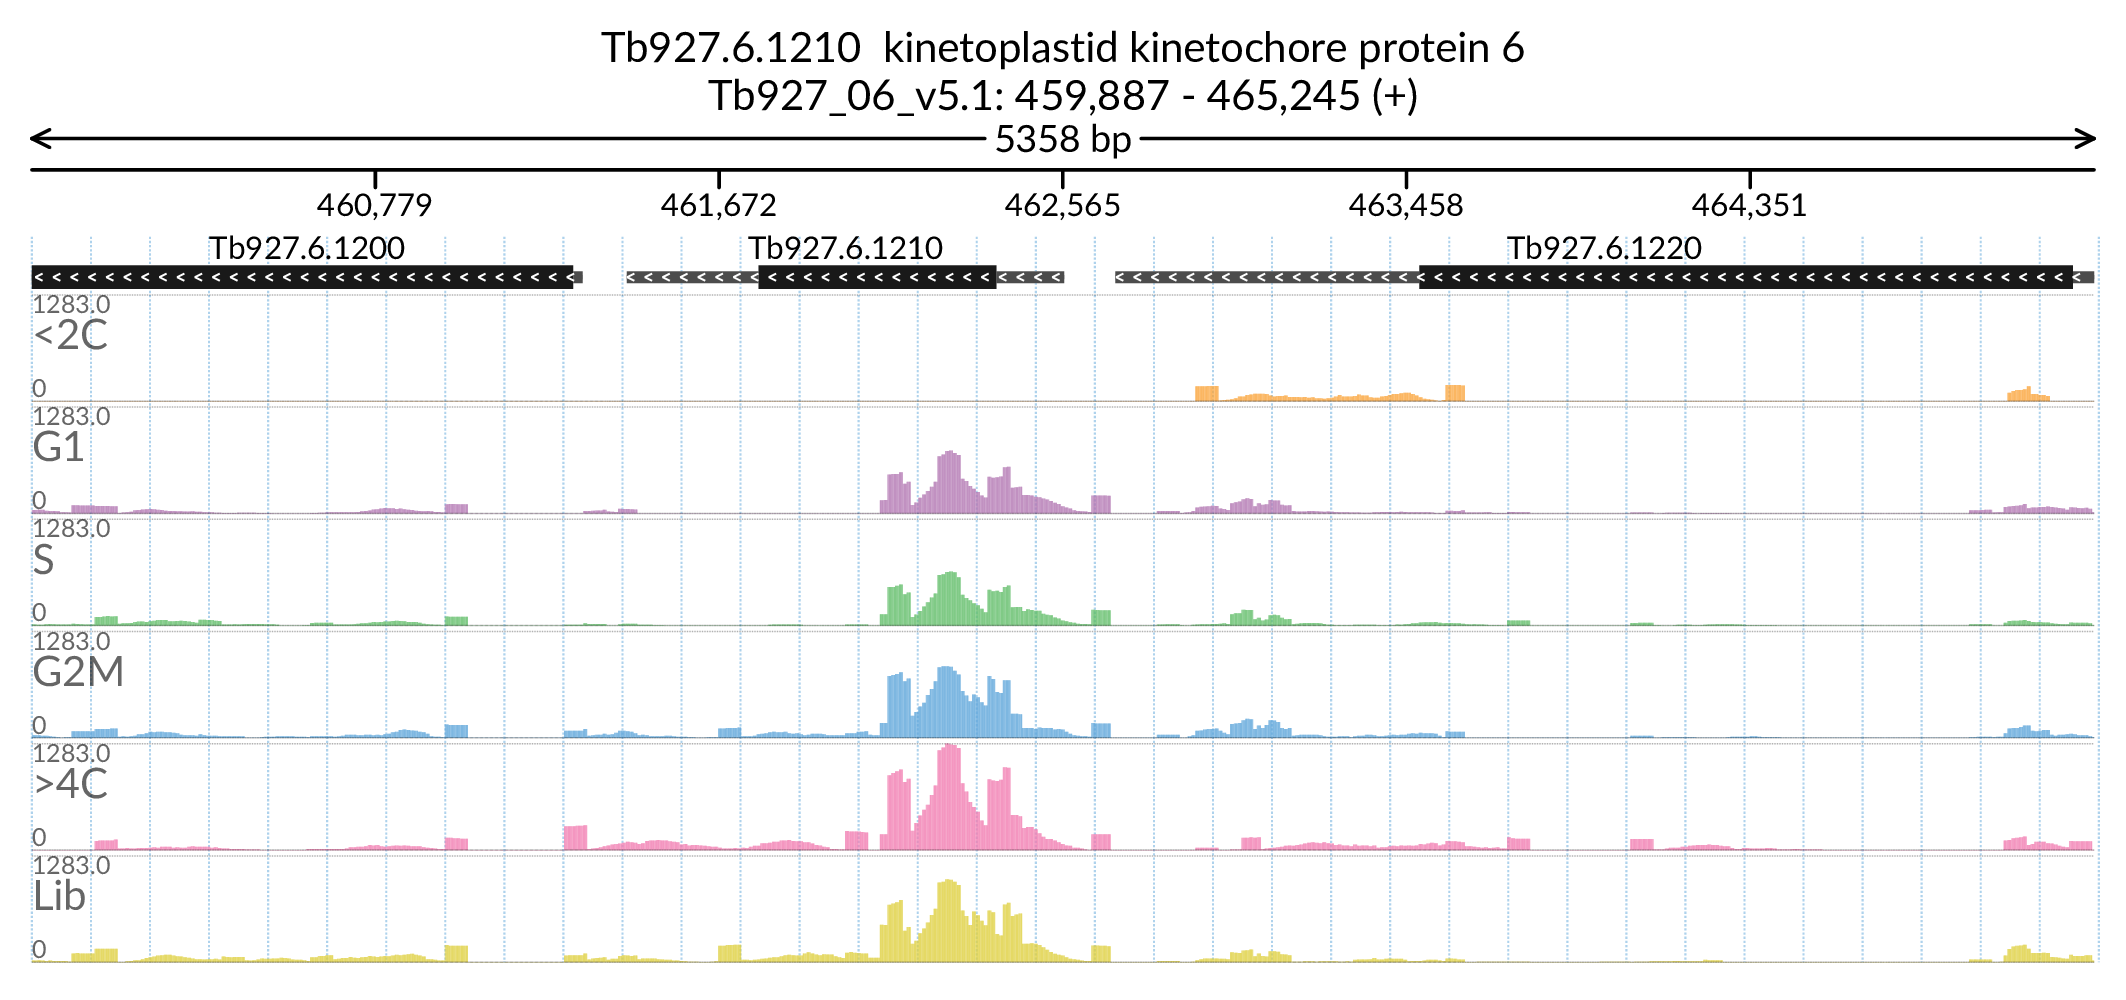 Tb927.6.1210  kinetoplastid kinetochore protein 6
Tb927_06_v5.1: 459,887 - 465,245 (+)
5358 bp
460,779 461,672 462,565 463,458 464,351
Tb927.6.1200 Tb927.6.1210 Tb927.6.1220
1283.0
<2C
0
1283.0
G1
0
1283.0
S
0
1283.0
G2M
0
1283.0
>4C
0
1283.0
Lib
0